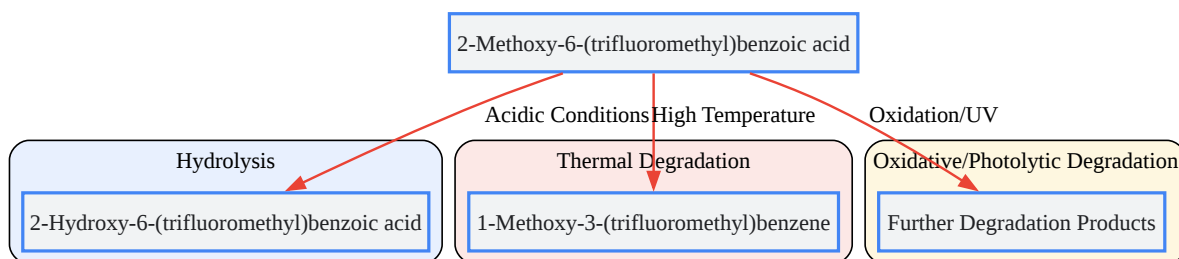 2-Methoxy-6-(trifluoromethyl)benzoic acid
Acidic Conditions
High Temperature
Oxidation/UV
Hydrolysis
Thermal Degradation
Oxidative/Photolytic Degradation
2-Hydroxy-6-(trifluoromethyl)benzoic acid
1-Methoxy-3-(trifluoromethyl)benzene
Further Degradation Products